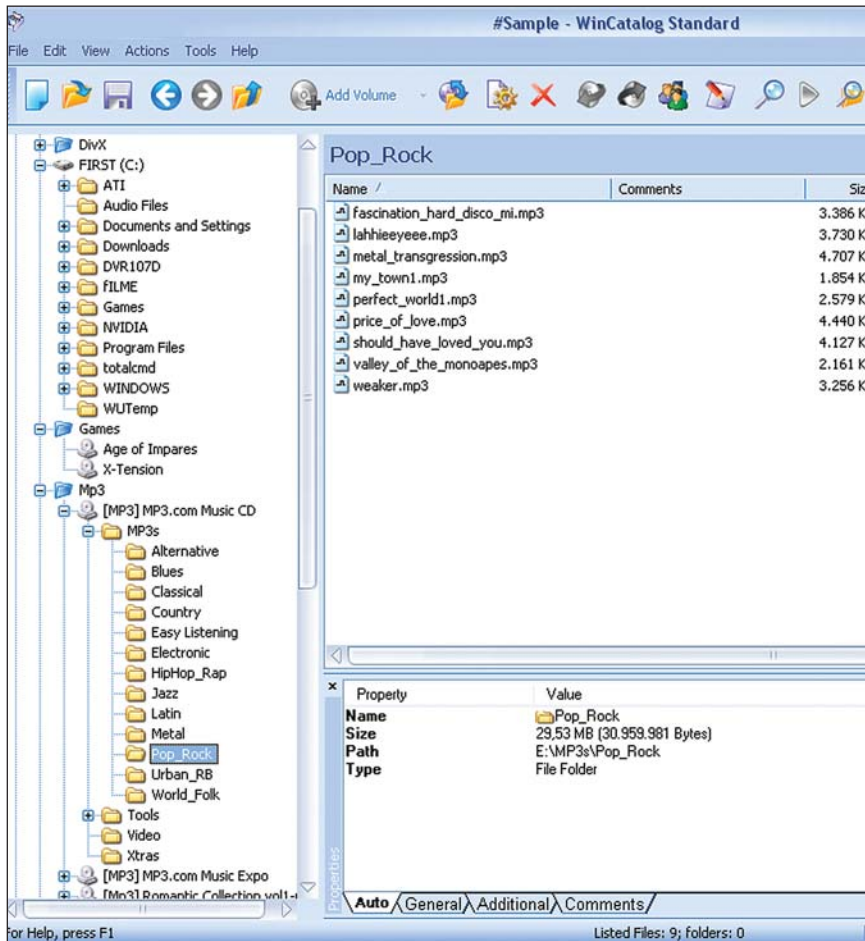 #Sample - WinCatalog Standard
File Edit View Actions Tools Help
Add Volume
DivX
FIRST (C:)
ATI
Audio Files
Documents and Settings
Downloads
DVR107D
fILME
Games
NVIDIA
Program Files
totalcmd
WINDOWS
WUTemp
Games
Age of Impares
X-Tension
Mp3
[MP3] MP3.com Music CD
MP3s
Alternative
Blues
Classical
Country
Easy Listening
Electronic
HipHop_Rap
Jazz
Latin
Metal
Pop_Rock
Urban_RB
World_Folk
Tools
Video
Xtras
[MP3] MP3.com Music Expo
[Mp3] Romantic Collection vol1-
Pop_Rock
Name Comments Siz
fascination_hard_disco_mi.mp3 3.386 K
lahhieeyeee.mp3 3.730 K
metal_transgression.mp3 4.707 K
my_town1.mp3 1.854 K
perfect_world1.mp3 2.579 K
price_of_love.mp3 4.440 K
should_have_loved_you.mp3 4.127 K
valley_of_the_monoapes.mp3 2.161 K
weaker.mp3 3.256 K
Properties
Property Value
Name Pop_Rock
Size 29,53 MB (30.959.981 Bytes)
Path E:\MP3s\Pop_Rock
Type File Folder
Auto General Additional Comments
For Help, press F1
Listed Files: 9; folders: 0